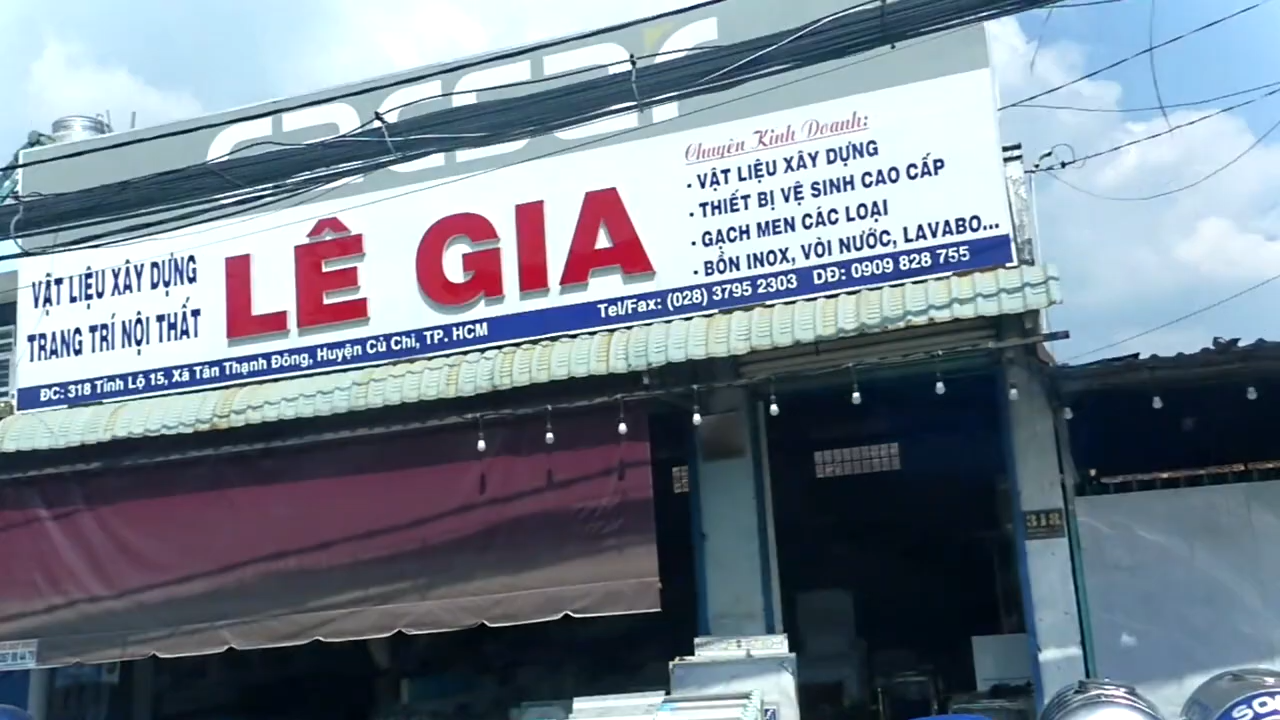 caesar
VẬT LIỆU XÂY DỰNG
TRANG TRÍ NỘI THẤT
LÊ GIA
Chuyên Kinh Doanh:
• VẬT LIỆU XÂY DỰNG
• THIẾT BỊ VỆ SINH CAO CẤP
• GẠCH MEN CÁC LOẠI
• BỒN INOX, VÒI NƯỚC, LAVABO...
ĐC: 318 Tỉnh Lộ 15, Xã Tân Thạnh Đông, Huyện Củ Chi, TP. HCM
Tel/Fax: (028) 3795 2303 DĐ: 0909 828 755
318